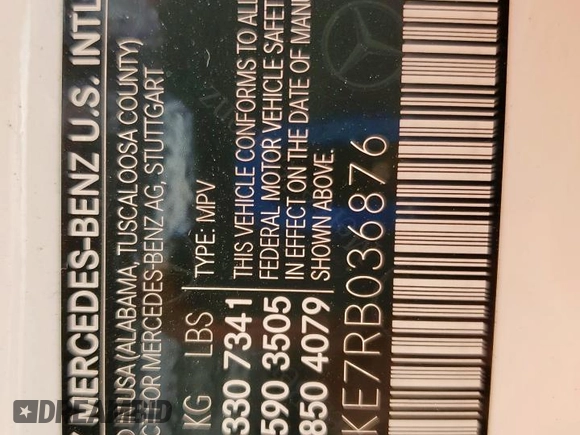 MERCEDES-BENZ U.S. INTL
USA (ALABAMA, TUSCALOOSA COUNTY)
OR MERCEDES-BENZ AG, STUTTGART
KG LBS TYPE: MPV
330 7341 THIS VEHICLE CONFORMS TO ALL
590 3505 FEDERAL MOTOR VEHICLE SAFET
850 4079 IN EFFECT ON THE DATE OF MANU
SHOWN ABOVE.
KE7RB036876
DREAMBID